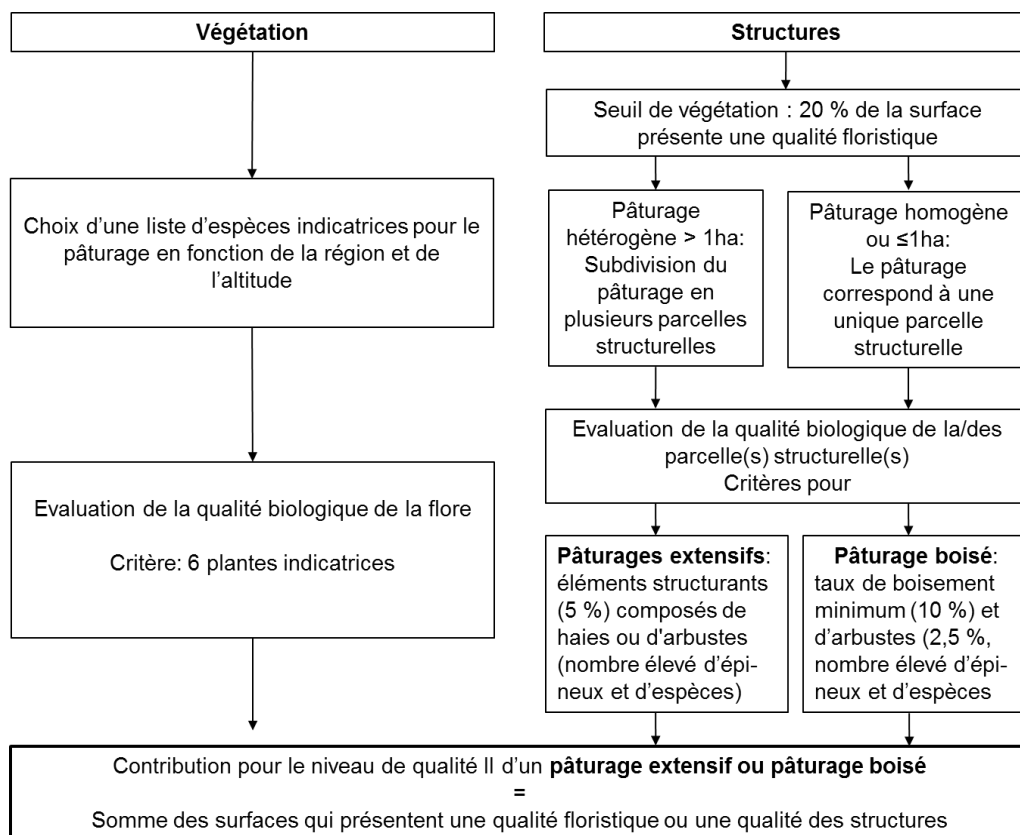 Végétation
Choix d'une liste d'espèces indicatrices pour le
pâturage en fonction de la région et de
l'altitude
Evaluation de la qualité biologique de la flore
Critère: 6 plantes indicatrices
Structures
Seuil de végétation : 20 % de la surface
présente une qualité floristique
Pâturage
hétérogène > 1ha:
Subdivision du
pâturage en
plusieurs parcelles
structurelles
Pâturage homogène
ou ≤1ha:
Le pâturage
correspond à une
unique parcelle
structurelle
Evaluation de la qualité biologique de la/des
parcelle(s) structurelle(s)
Critères pour
Pâturages extensifs:
éléments structurants
(5 %) composés de
haies ou d'arbustes
(nombre élevé d'épi-
neux et d'espèces)
Pâturage boisé:
taux de boisement
minimum (10 %) et
d'arbustes (2,5 %,
nombre élevé d'épi-
neux et d'espèces
Contribution pour le niveau de qualité II d'un pâturage extensif ou pâturage boisé
=
Somme des surfaces qui présentent une qualité floristique ou une qualité des structures